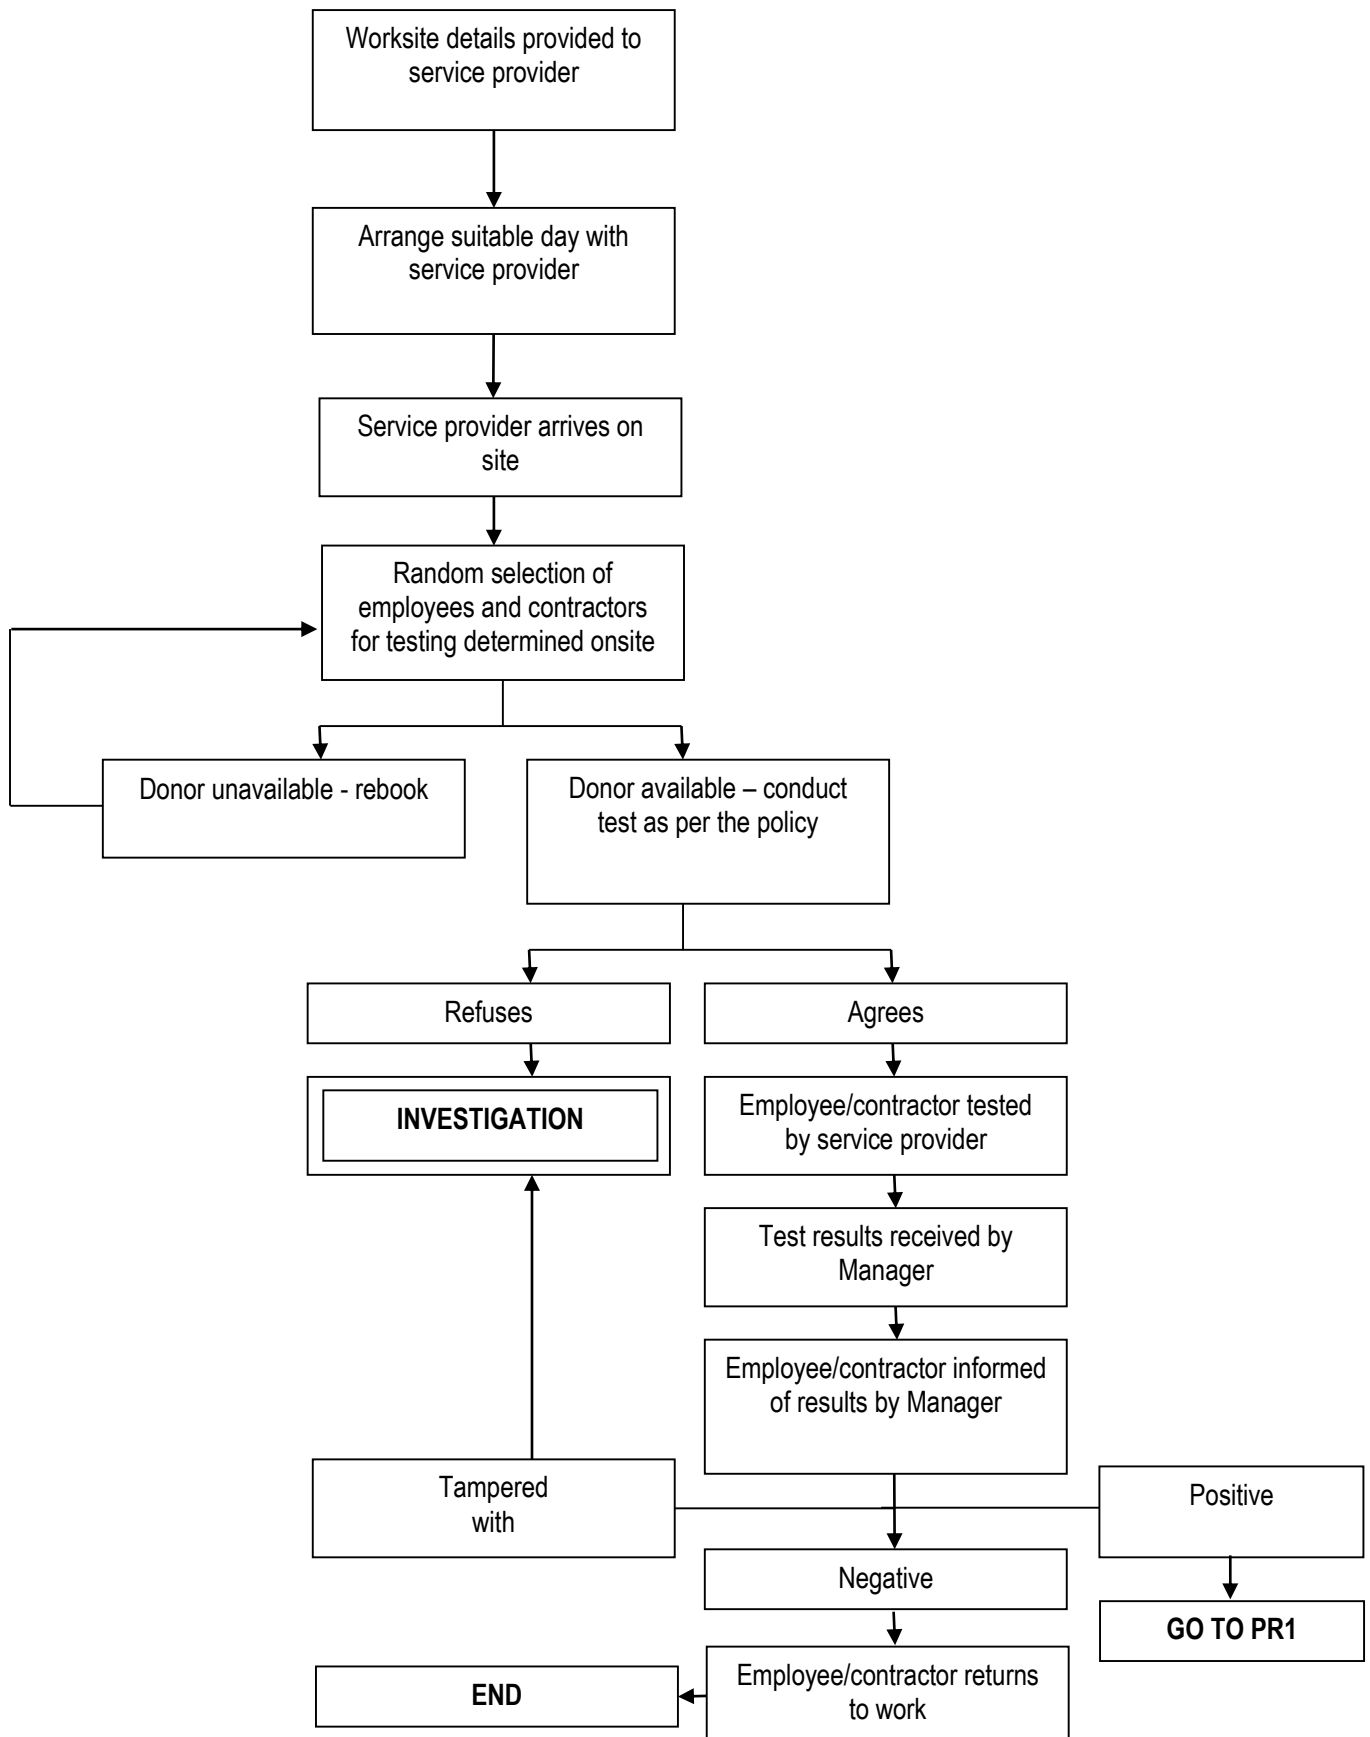 Worksite details provided to
service provider
Arrange suitable day with
service provider
Service provider arrives on
site
Random selection of
employees and contractors
for testing determined onsite
Donor unavailable - rebook
Donor available – conduct
test as per the policy
Refuses
Agrees
INVESTIGATION
Employee/contractor tested
by service provider
Test results received by
Manager
Employee/contractor informed
of results by Manager
Tampered
with
Positive
Negative
GO TO PR1
Employee/contractor returns
to work
END